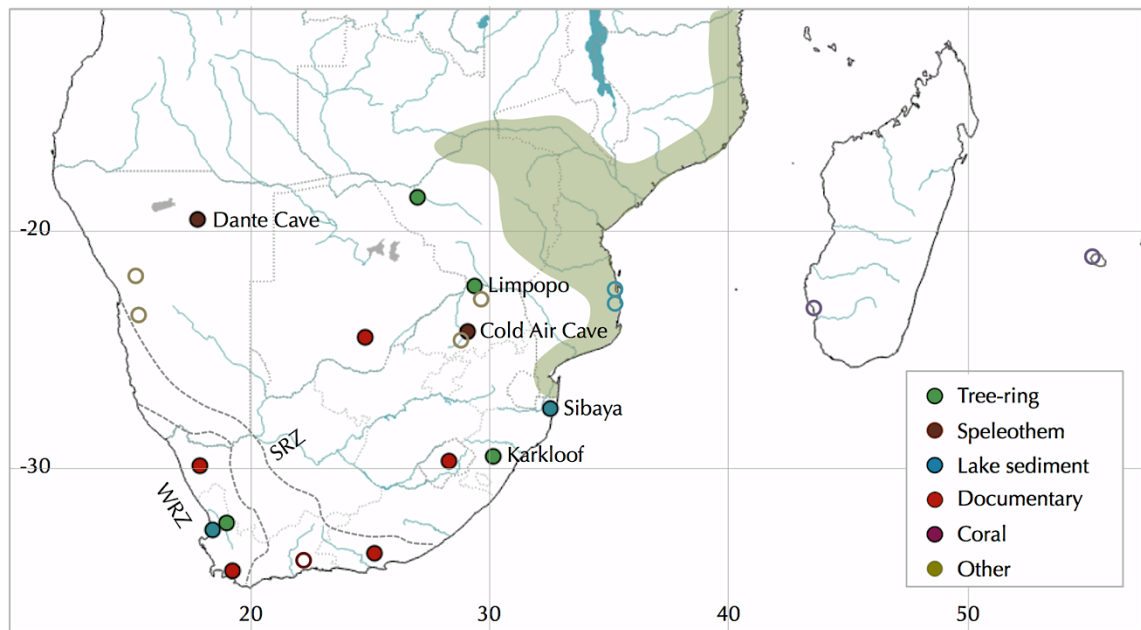 Dante Cave
-20
Limpopo
Cold Air Cave
Sibaya
SRZ
Karkloof
-30
WRZ
Tree-ring
Speleothem
Lake sediment
Documentary
Coral
Other
20
30
40
50